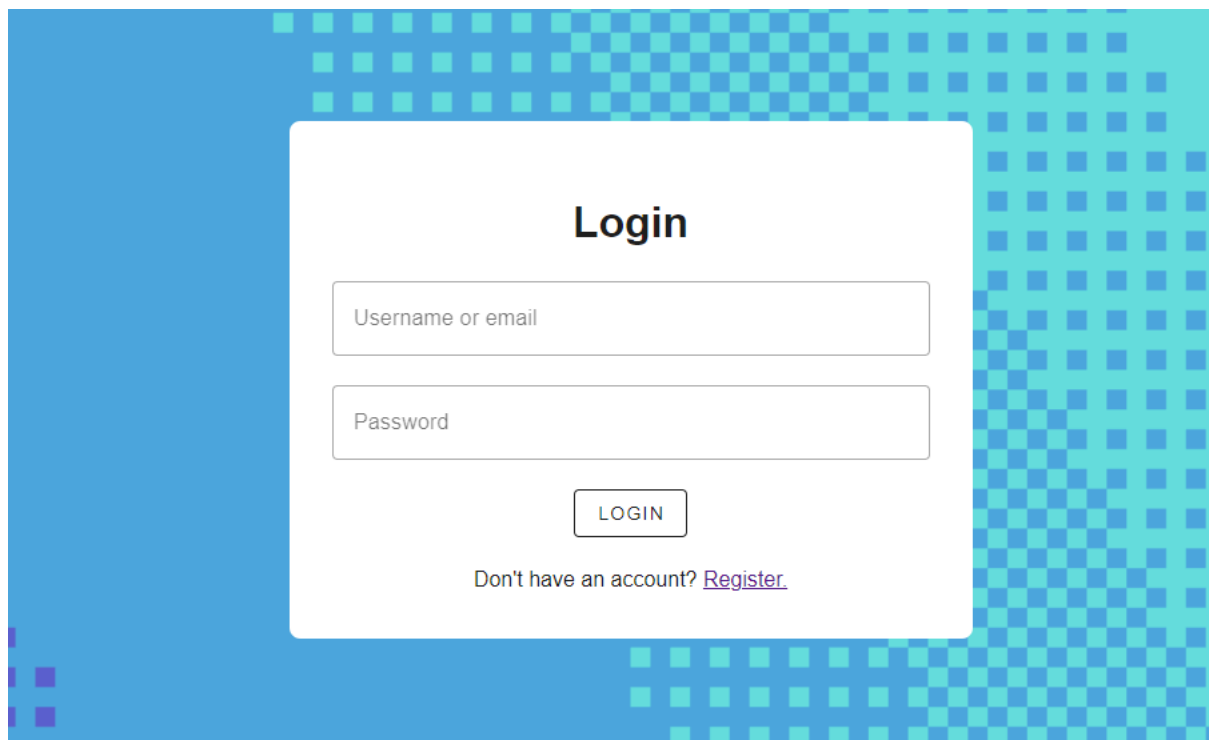 Login
Username or email
Password
LOGIN
Don't have an account? Register.